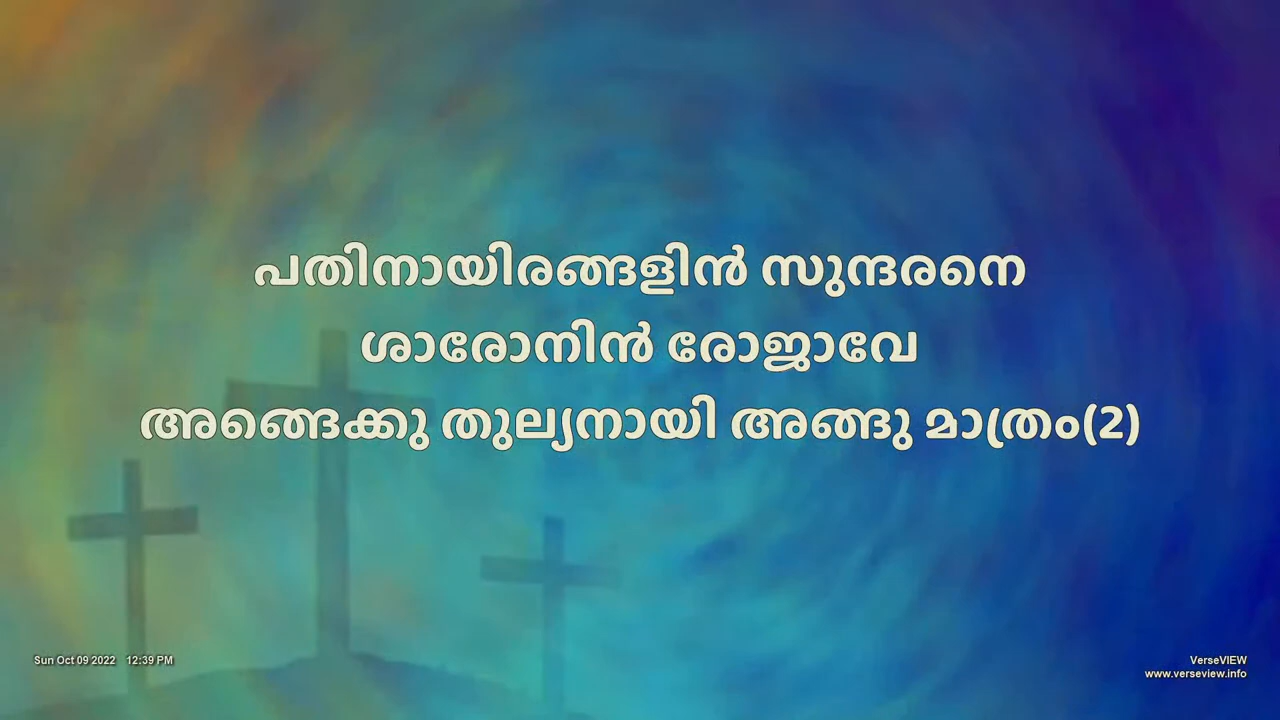 പതിനായിരങ്ങളിൻ സുന്ദരനെ
ശാരോനിൻ രോജാവേ
അങ്ങെക്കു തുല്യനായി അങ്ങു മാത്രം(2)
Sun Oct 09 2022 12:39 PM
VerseVIEW
www.verseview.info